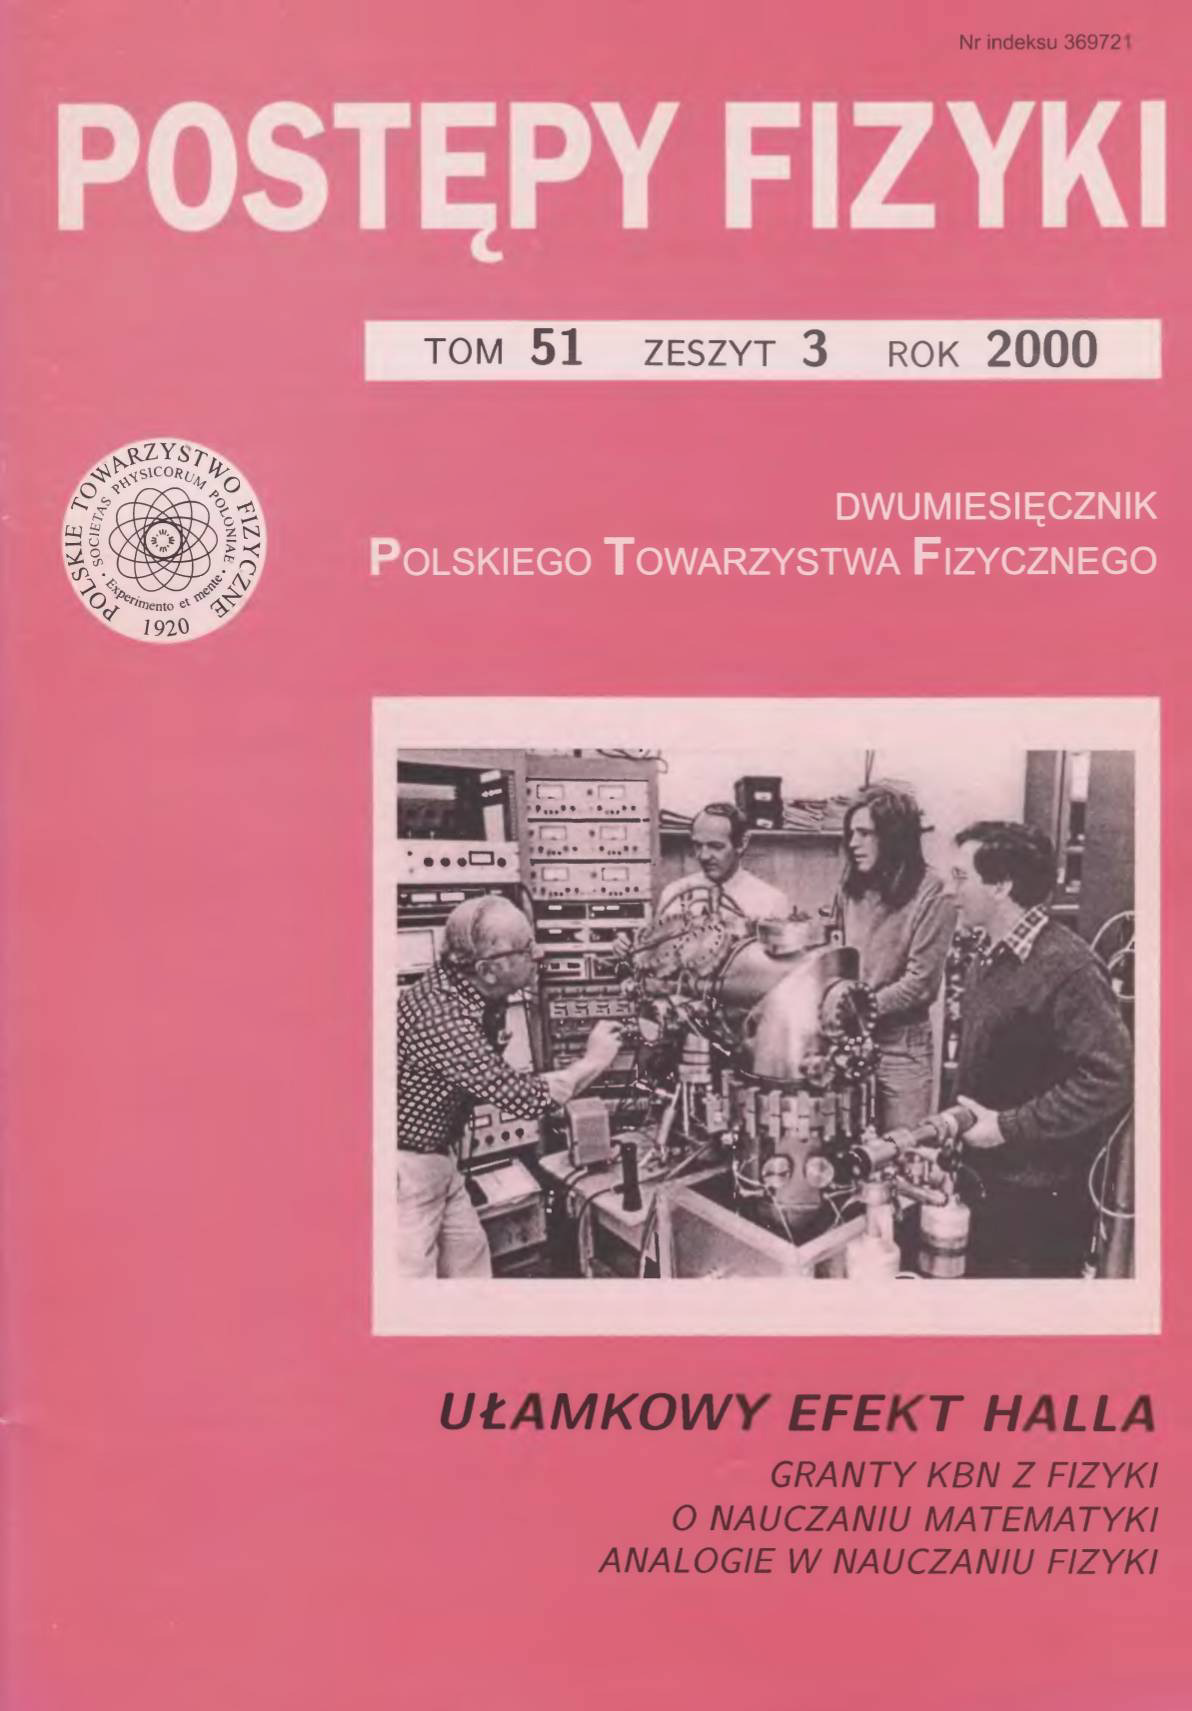 Nr indeksu 369721
POSTĘPY FIZYKI
TOM 51 ZESZYT 3 ROK 2000
POLSKIE TOWARZYSTWO FIZYCZNE
SOCIETAS PHYSICORUM POLONIAE
• Experimento et mente •
1920
DWUMIESIĘCZNIK
POLSKIEGO TOWARZYSTWA FIZYCZNEGO
UŁAMKOWY EFEKT HALLA
GRANTY KBN Z FIZYKI
O NAUCZANIU MATEMATYKI
ANALOGIE W NAUCZANIU FIZYKI